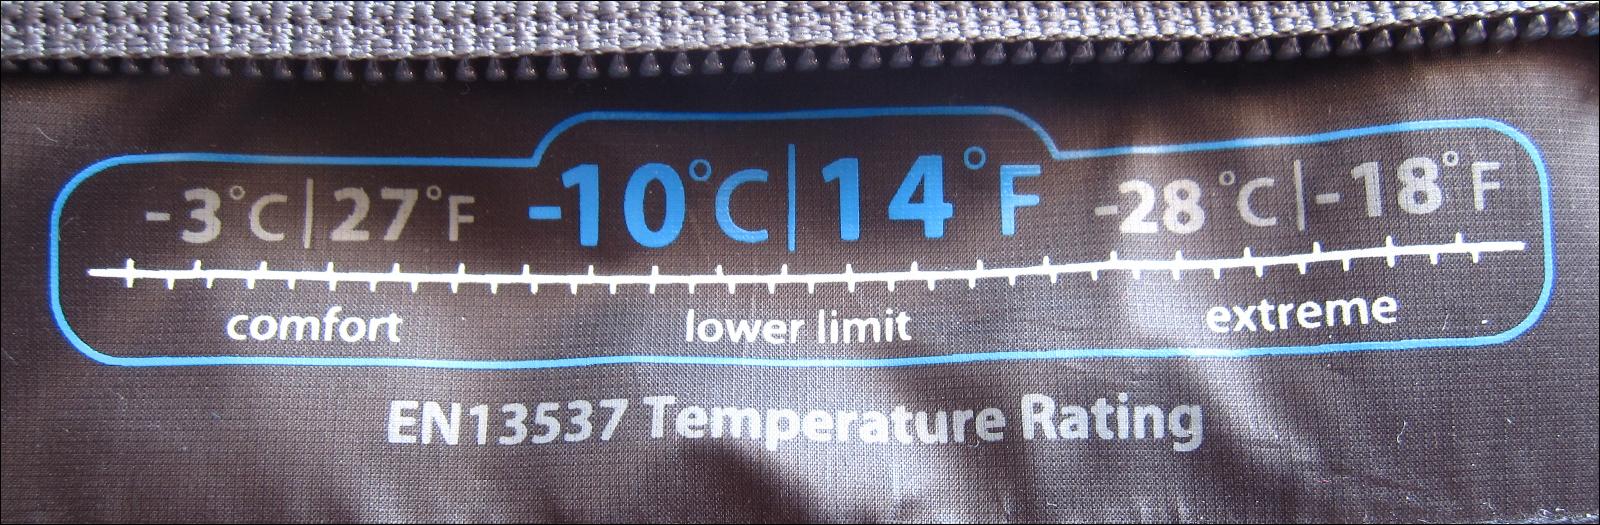 -3°C|27°F -10°C|14°F -28°C|-18°F
comfort lower limit extreme
EN13537 Temperature Rating